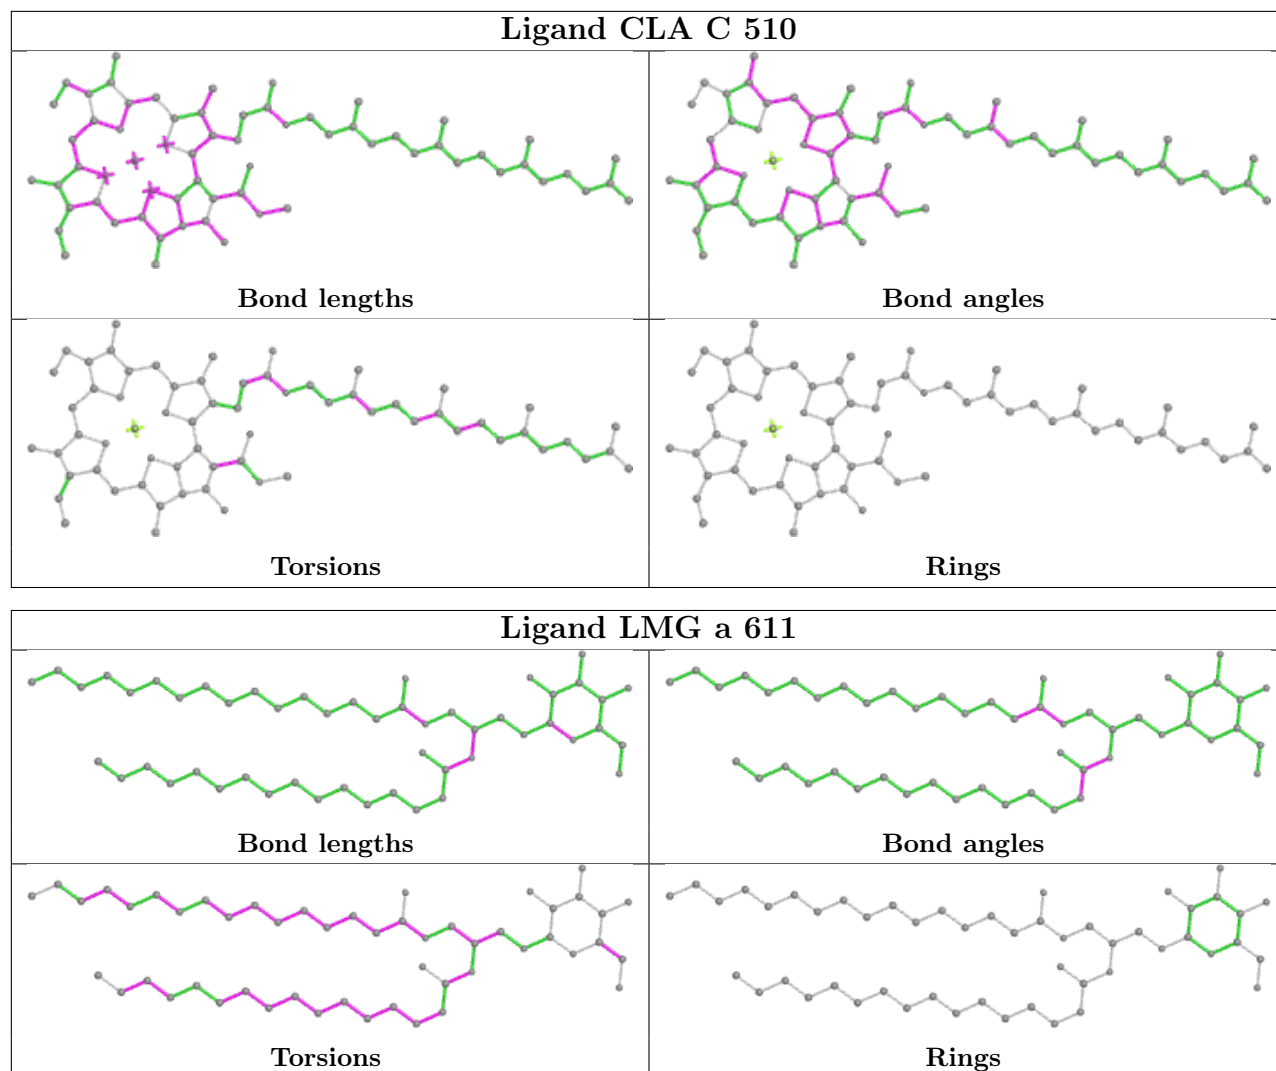 Ligand CLA C 510
Bond lengths
Bond angles
Torsions
Rings
Ligand LMG a 611
Bond lengths
Bond angles
Torsions
Rings